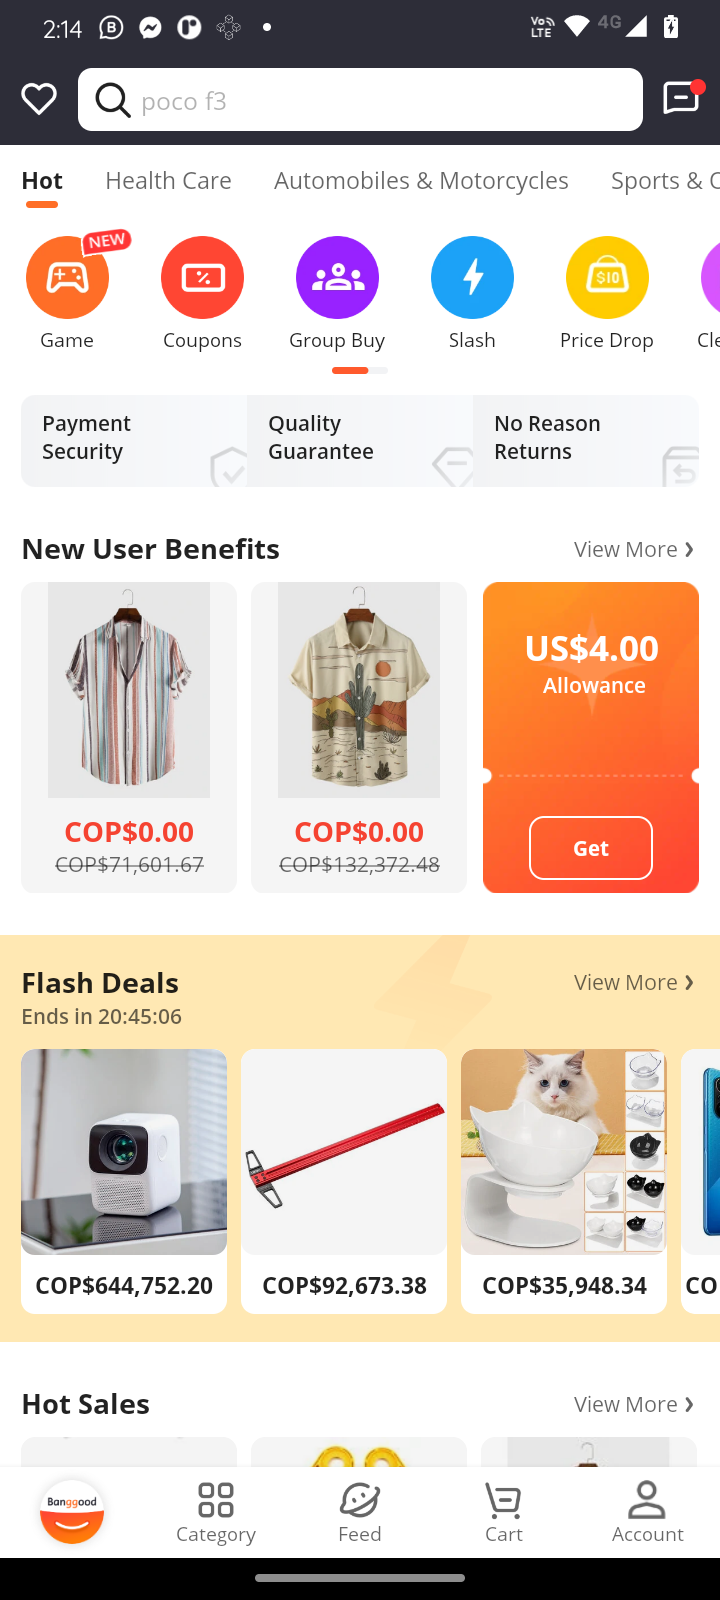 2:14
Vo
LTE
4G
poco f3
Hot
Health Care
Automobiles & Motorcycles
Sports &
NEW
$10
Game
Coupons
Group Buy
Slash
Price Drop
Cle
Payment
Security
Quality
Guarantee
No Reason
Returns
New User Benefits
View More
US$4.00
Allowance
COP$0.00
COP$71,601.67
COP$0.00
COP$132,372.48
Get
Flash Deals
View More
Ends in 20:45:06
COP$644,752.20
COP$92,673.38
COP$35,948.34
CO
Hot Sales
View More
Banggood
Category
Feed
Cart
Account